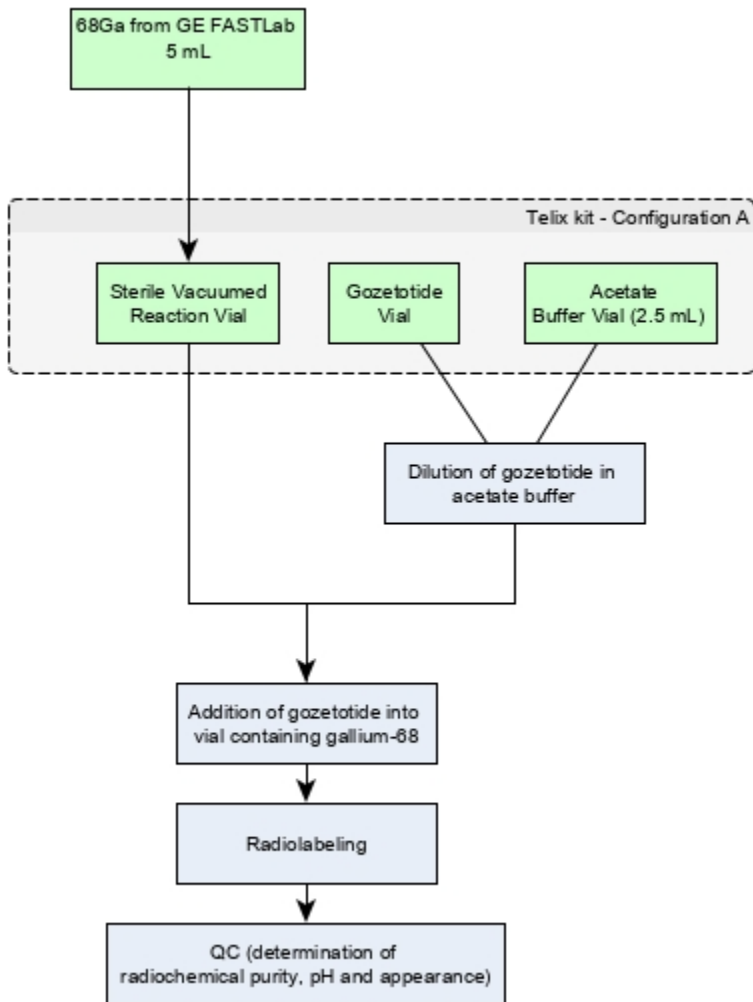 68Ga from GE FASTLab
5 mL
Telix kit - Configuration A
Sterile Vacuumed
Reaction Vial
Gozetotide
Vial
Acetate
Buffer Vial (2.5 mL)
Dilution of gozetotide in
acetate buffer
Addition of gozetotide into
vial containing gallium-68
Radiolabeling
QC (determination of
radiochemical purity, pH and appearance)